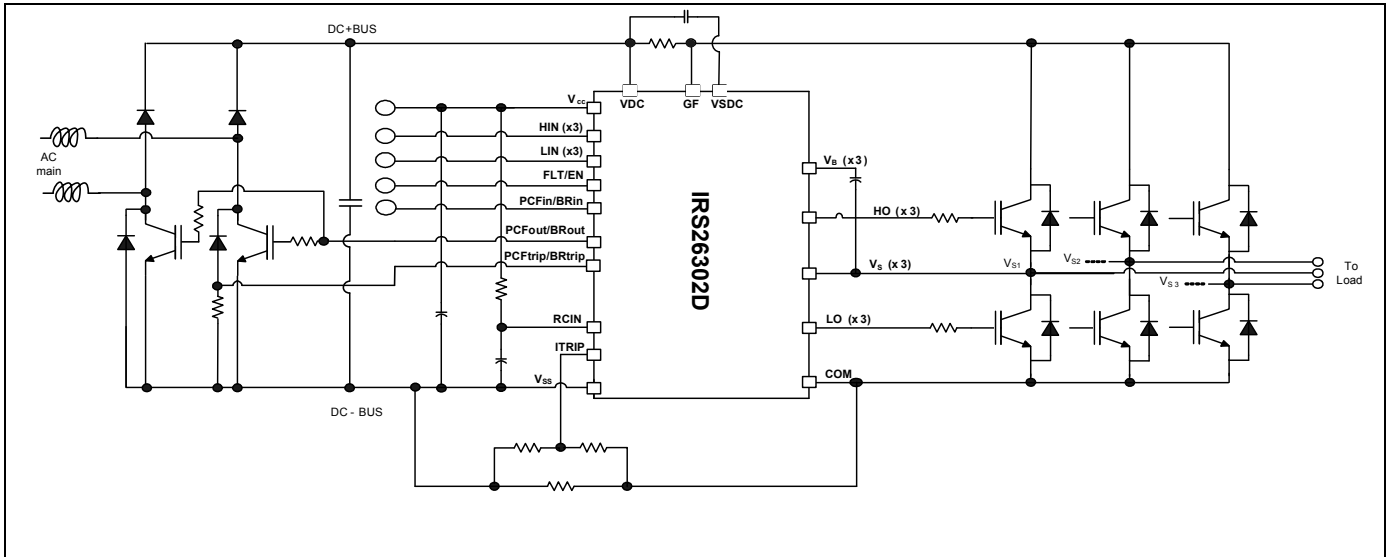 DC+BUS
VDC
GF
VSDC
Vcc
HIN (x3)
LIN (x3)
FLT/EN
PCFin/BRin
PCFout/BRout
PCFtrip/BRtrip
RCIN
ITRIP
VSS
DC - BUS
AC
main
IRS26302D
VB (x3)
HO (x3)
VS (x3)
LO (x3)
COM
VS1
VS2
VS3
To
Load